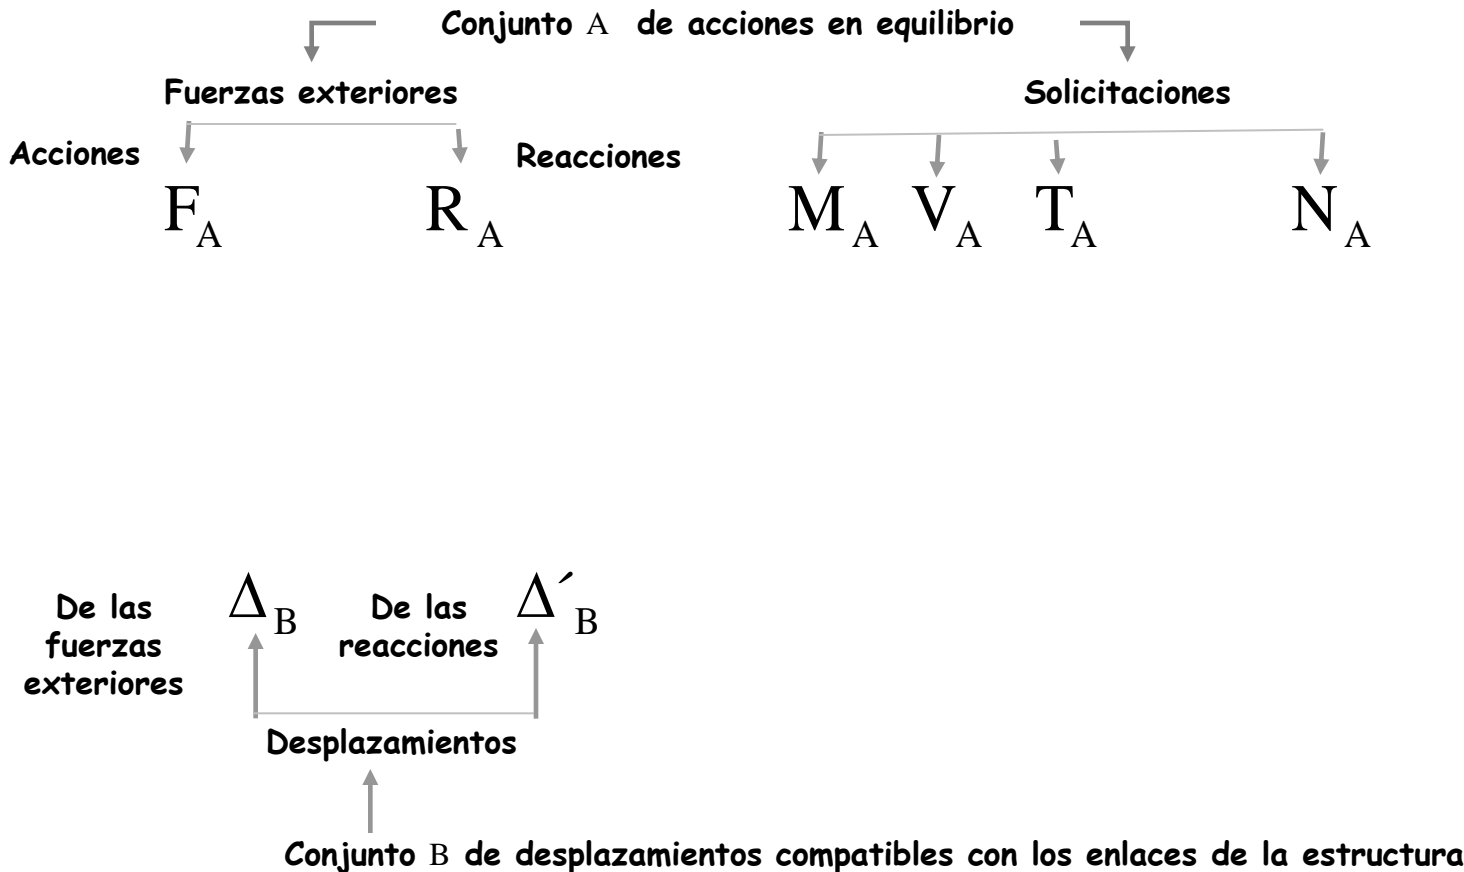 Conjunto A de acciones en equilibrio
Fuerzas exteriores
Solicitaciones
Acciones
Reacciones
F_A
R_A
M_A V_A T_A N_A
De las
fuerzas
exteriores
Δ_B
De las
reacciones
Δ´_B
Desplazamientos
Conjunto B de desplazamientos compatibles con los enlaces de la estructura